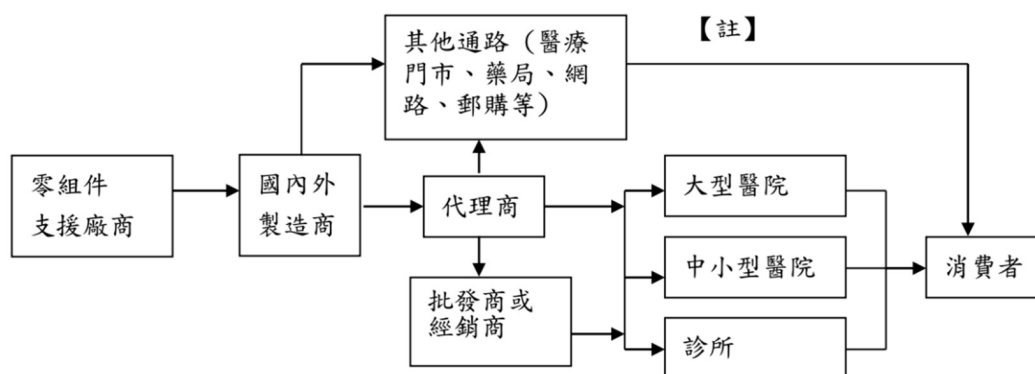 其他通路（醫療
門市、藥局、網
路、郵購等）
【註】
零組件
支援廠商
國內外
製造商
代理商
批發商或
經銷商
大型醫院
中小型醫院
診所
消費者